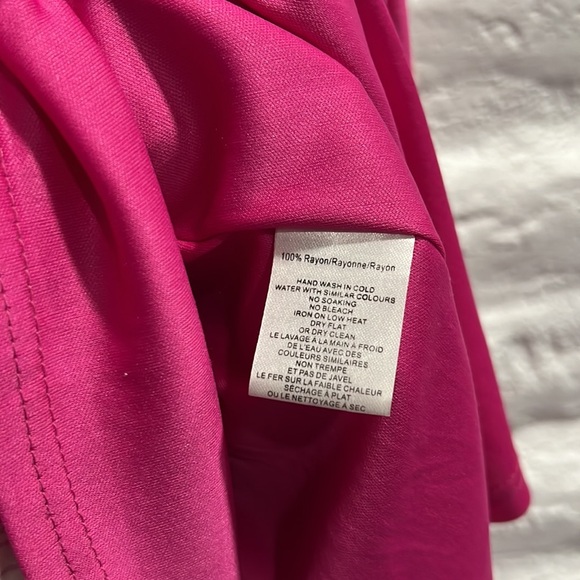 100% Rayon/Rayonne/Rayon
HAND WASH IN COLD
WATER WITH SIMILAR COLOURS
NO SOAKING
NO BLEACH
IRON ON LOW HEAT
DRY FLAT
OR DRY CLEAN
LE LAVAGE À LA MAIN À FROID
DE L'EAU AVEC DES
COULEURS SIMILAIRES
NON TREMPE
ET PAS DE JAVEL
LE FER SUR LA FAIBLE CHALEUR
SÉCHAGE À PLAT
OU LE NETTOYAGE À SEC